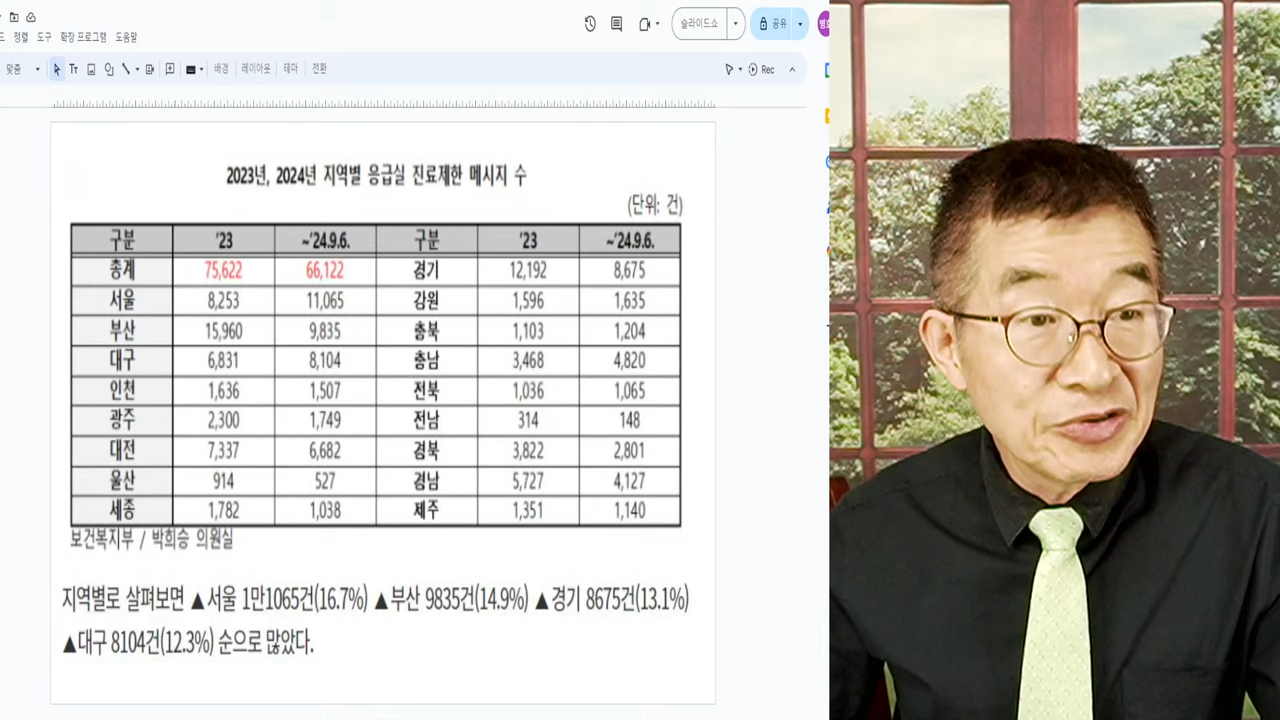 슬라이드쇼
공유
병호
드 정렬 도구 확장 프로그램 도움말
맞춤 Tт 배경 레이아웃 테마 전환 Rec
2023년, 2024년 지역별 응급실 진료제한 메시지 수
(단위: 건)
구분 ’23 ~’24.9.6. 구분 ’23 ~’24.9.6.
총계 75,622 66,122 경기 12,192 8,675
서울 8,253 11,065 강원 1,596 1,635
부산 15,960 9,835 충북 1,103 1,204
대구 6,831 8,104 충남 3,468 4,820
인천 1,636 1,507 전북 1,036 1,065
광주 2,300 1,749 전남 314 148
대전 7,337 6,682 경북 3,822 2,801
울산 914 527 경남 5,727 4,127
세종 1,782 1,038 제주 1,351 1,140
보건복지부 / 박희승 의원실
지역별로 살펴보면 ▲서울 1만1065건(16.7%) ▲부산 9835건(14.9%) ▲경기 8675건(13.1%)
▲대구 8104건(12.3%) 순으로 많았다.